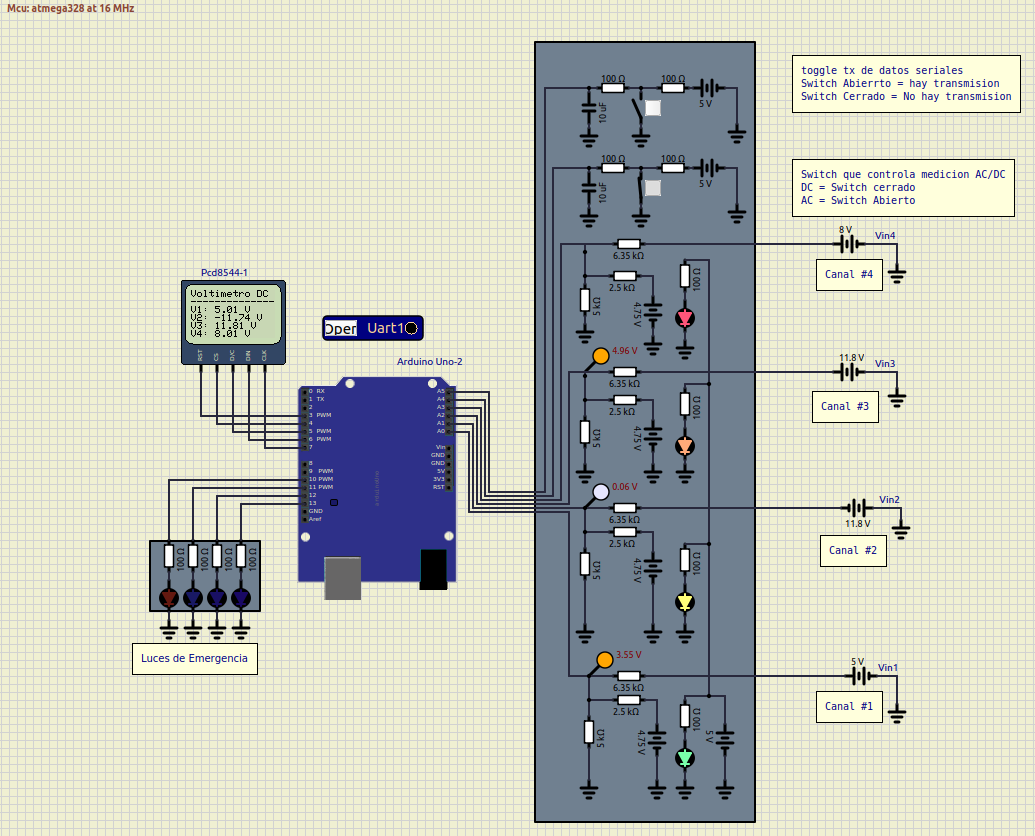 Mcu: atmega328 at 16 MHz
toggle tx de datos seriales
Switch Abierrto = hay transmision
Switch Cerrado = No hay transmision
100 Ω
100 Ω
5 V
10 uF
Switch que controla medicion AC/DC
DC = Switch cerrado
AC = Switch Abierto
100 Ω
100 Ω
5 V
10 uF
8 V
Vin4
Canal #4
6.35 kΩ
2.5 kΩ
5 kΩ
4.75 V
100 Ω
Pcd8544-1
Voltimetro DC
V1: 5.01 V
V2: -11.74 V
V3: 11.81 V
V4: 8.01 V
RST
CS
D/C
DIN
CLK
Oper
Uart1
Arduino Uno-2
0 RX
1 TX
2
3 PWM
4
5 PWM
6 PWM
7
8
9 PWM
10 PWM
11 PWM
12
13
GND
Aref
A5
A4
A3
A2
A1
A0
Vin
GND
GND
5V
3V3
RST
4.96 V
11.8 V
Vin3
Canal #3
6.35 kΩ
2.5 kΩ
5 kΩ
4.75 V
100 Ω
0.06 V
Vin2
11.8 V
Canal #2
6.35 kΩ
2.5 kΩ
5 kΩ
4.75 V
100 Ω
100 Ω
100 Ω
100 Ω
100 Ω
Luces de Emergencia
3.55 V
5 V
Vin1
Canal #1
6.35 kΩ
2.5 kΩ
5 kΩ
4.75 V
100 Ω
5 V